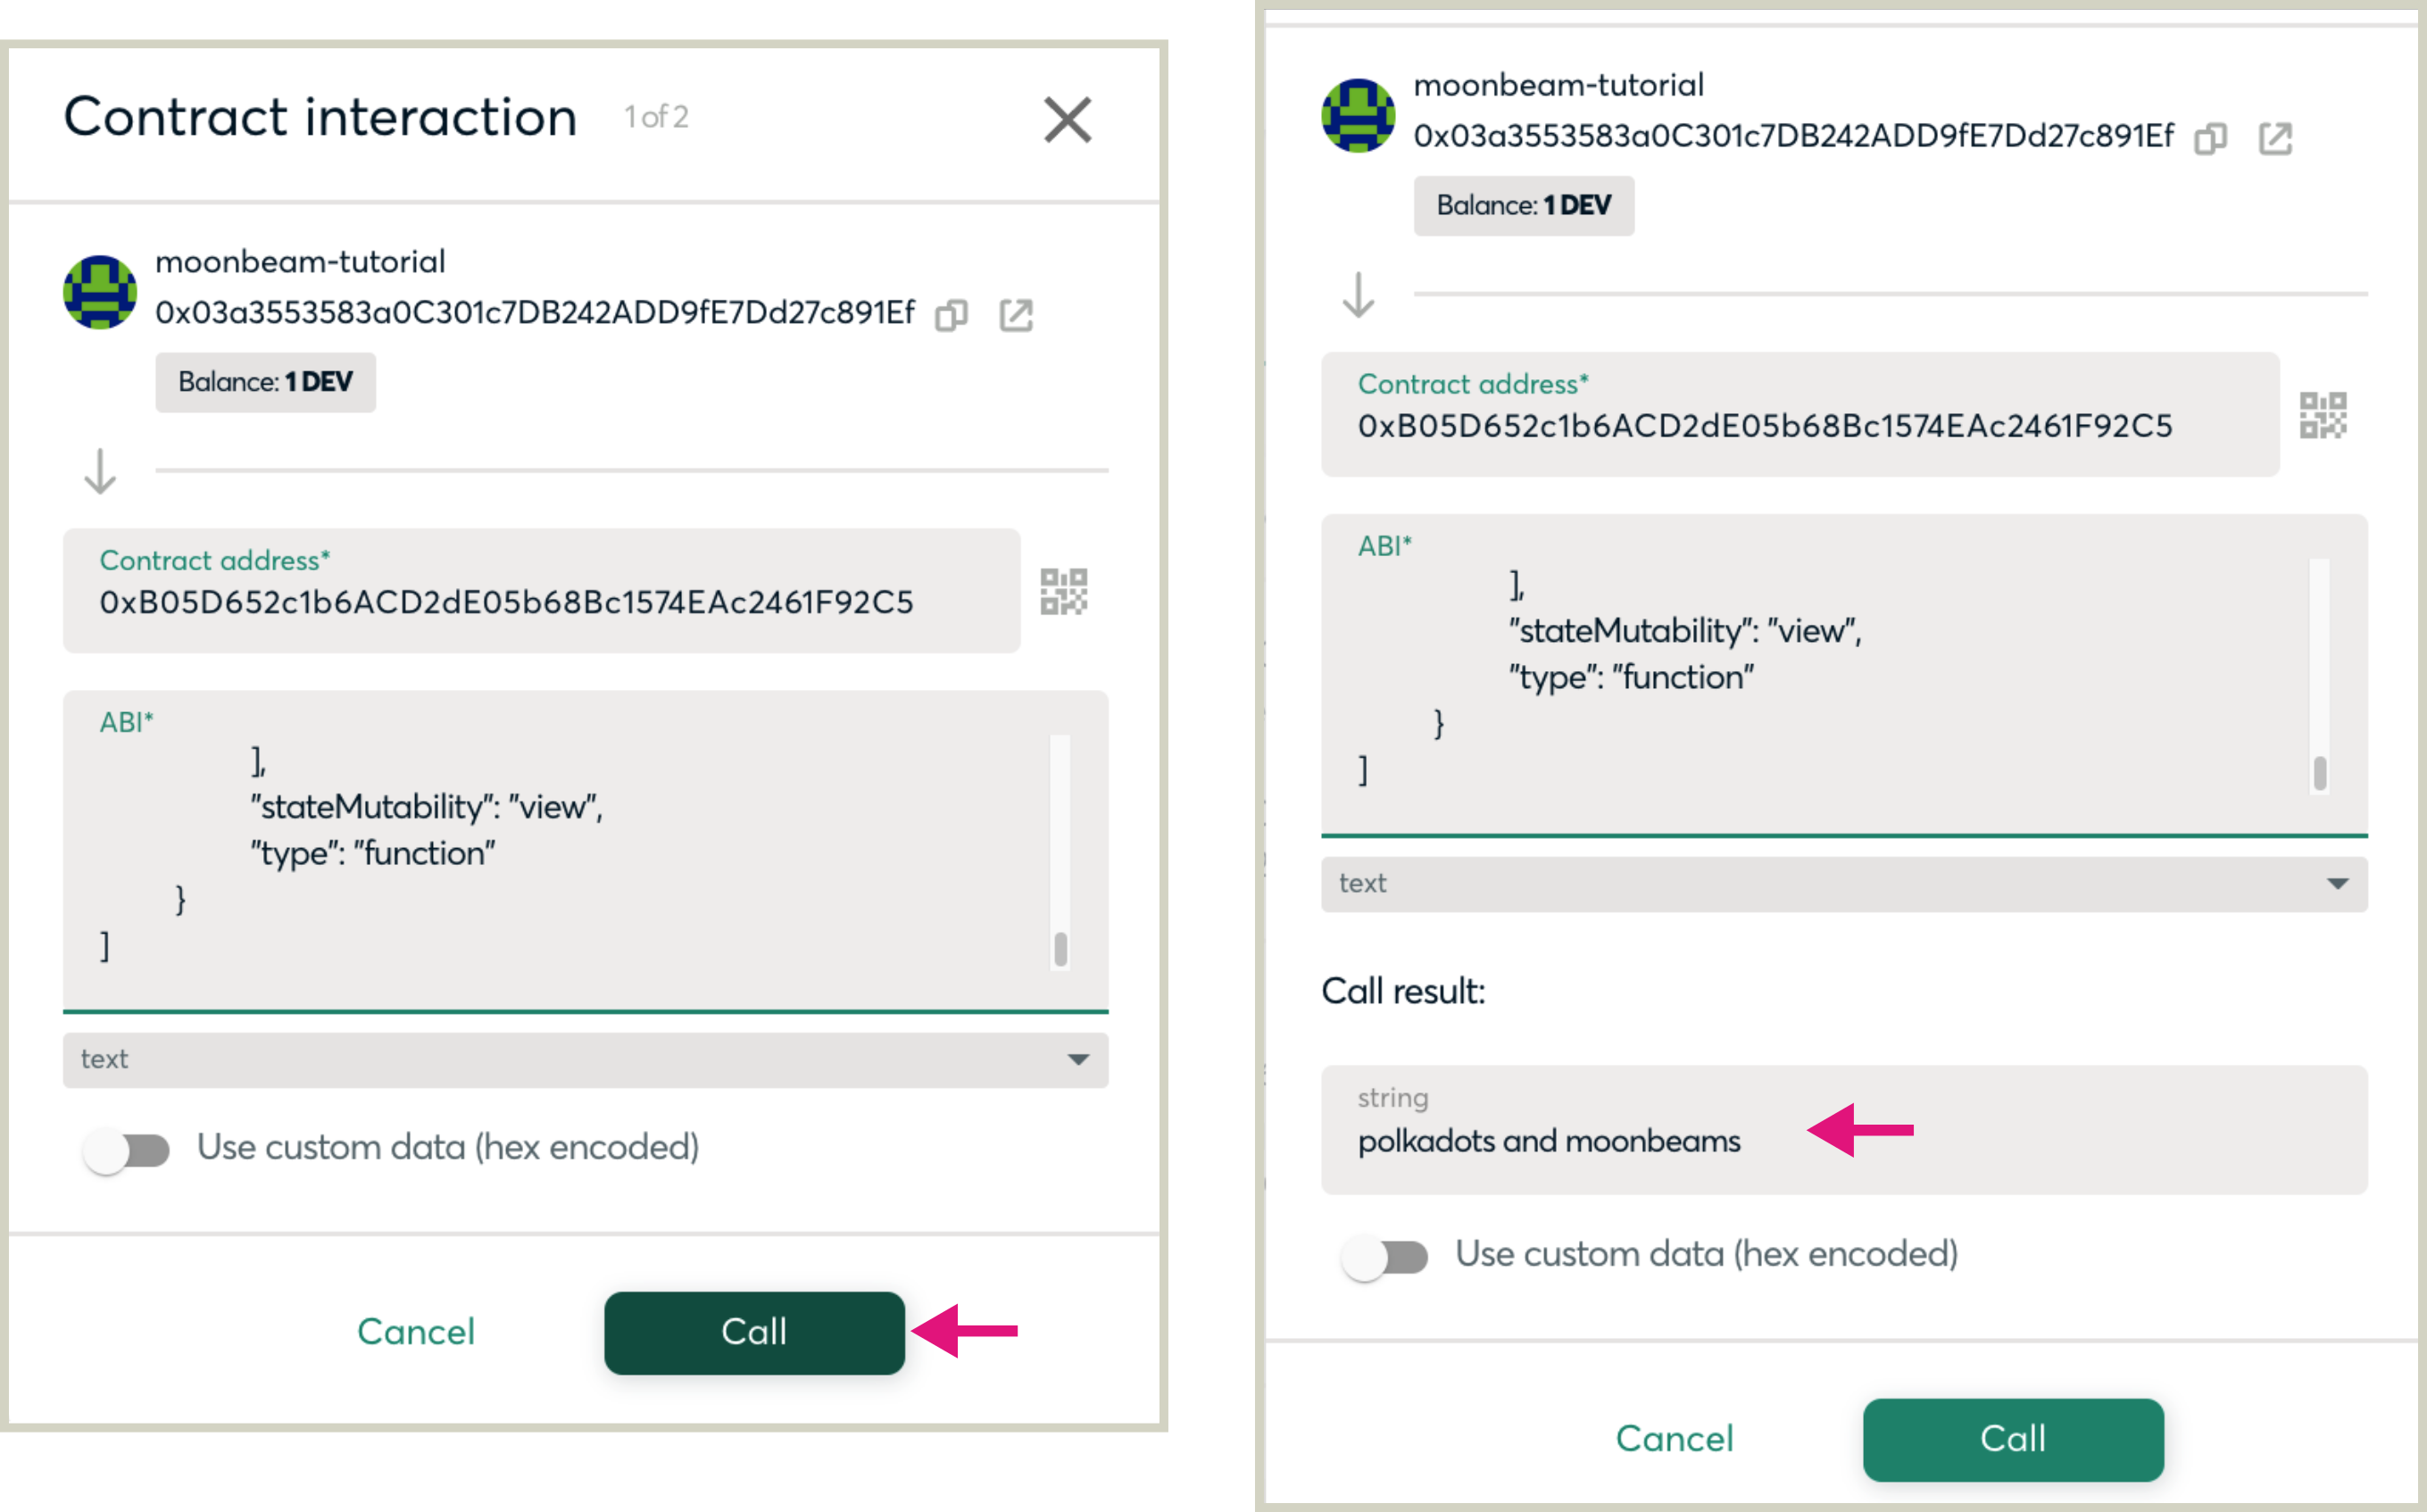 Contract interaction 1 of 2
moonbeam-tutorial
0x03a3553583a0C301c7DB242ADD9fE7Dd27c891Ef
Balance: 1 DEV
Contract address*
0xB05D652c1b6ACD2dE05b68Bc1574EAc2461F92C5
ABI*
],
"stateMutability": "view",
"type": "function"
}
]
text
Use custom data (hex encoded)
Cancel Call
moonbeam-tutorial
0x03a3553583a0C301c7DB242ADD9fE7Dd27c891Ef
Balance: 1 DEV
Contract address*
0xB05D652c1b6ACD2dE05b68Bc1574EAc2461F92C5
ABI*
],
"stateMutability": "view",
"type": "function"
}
]
text
Call result:
string
polkadots and moonbeams
Use custom data (hex encoded)
Cancel Call